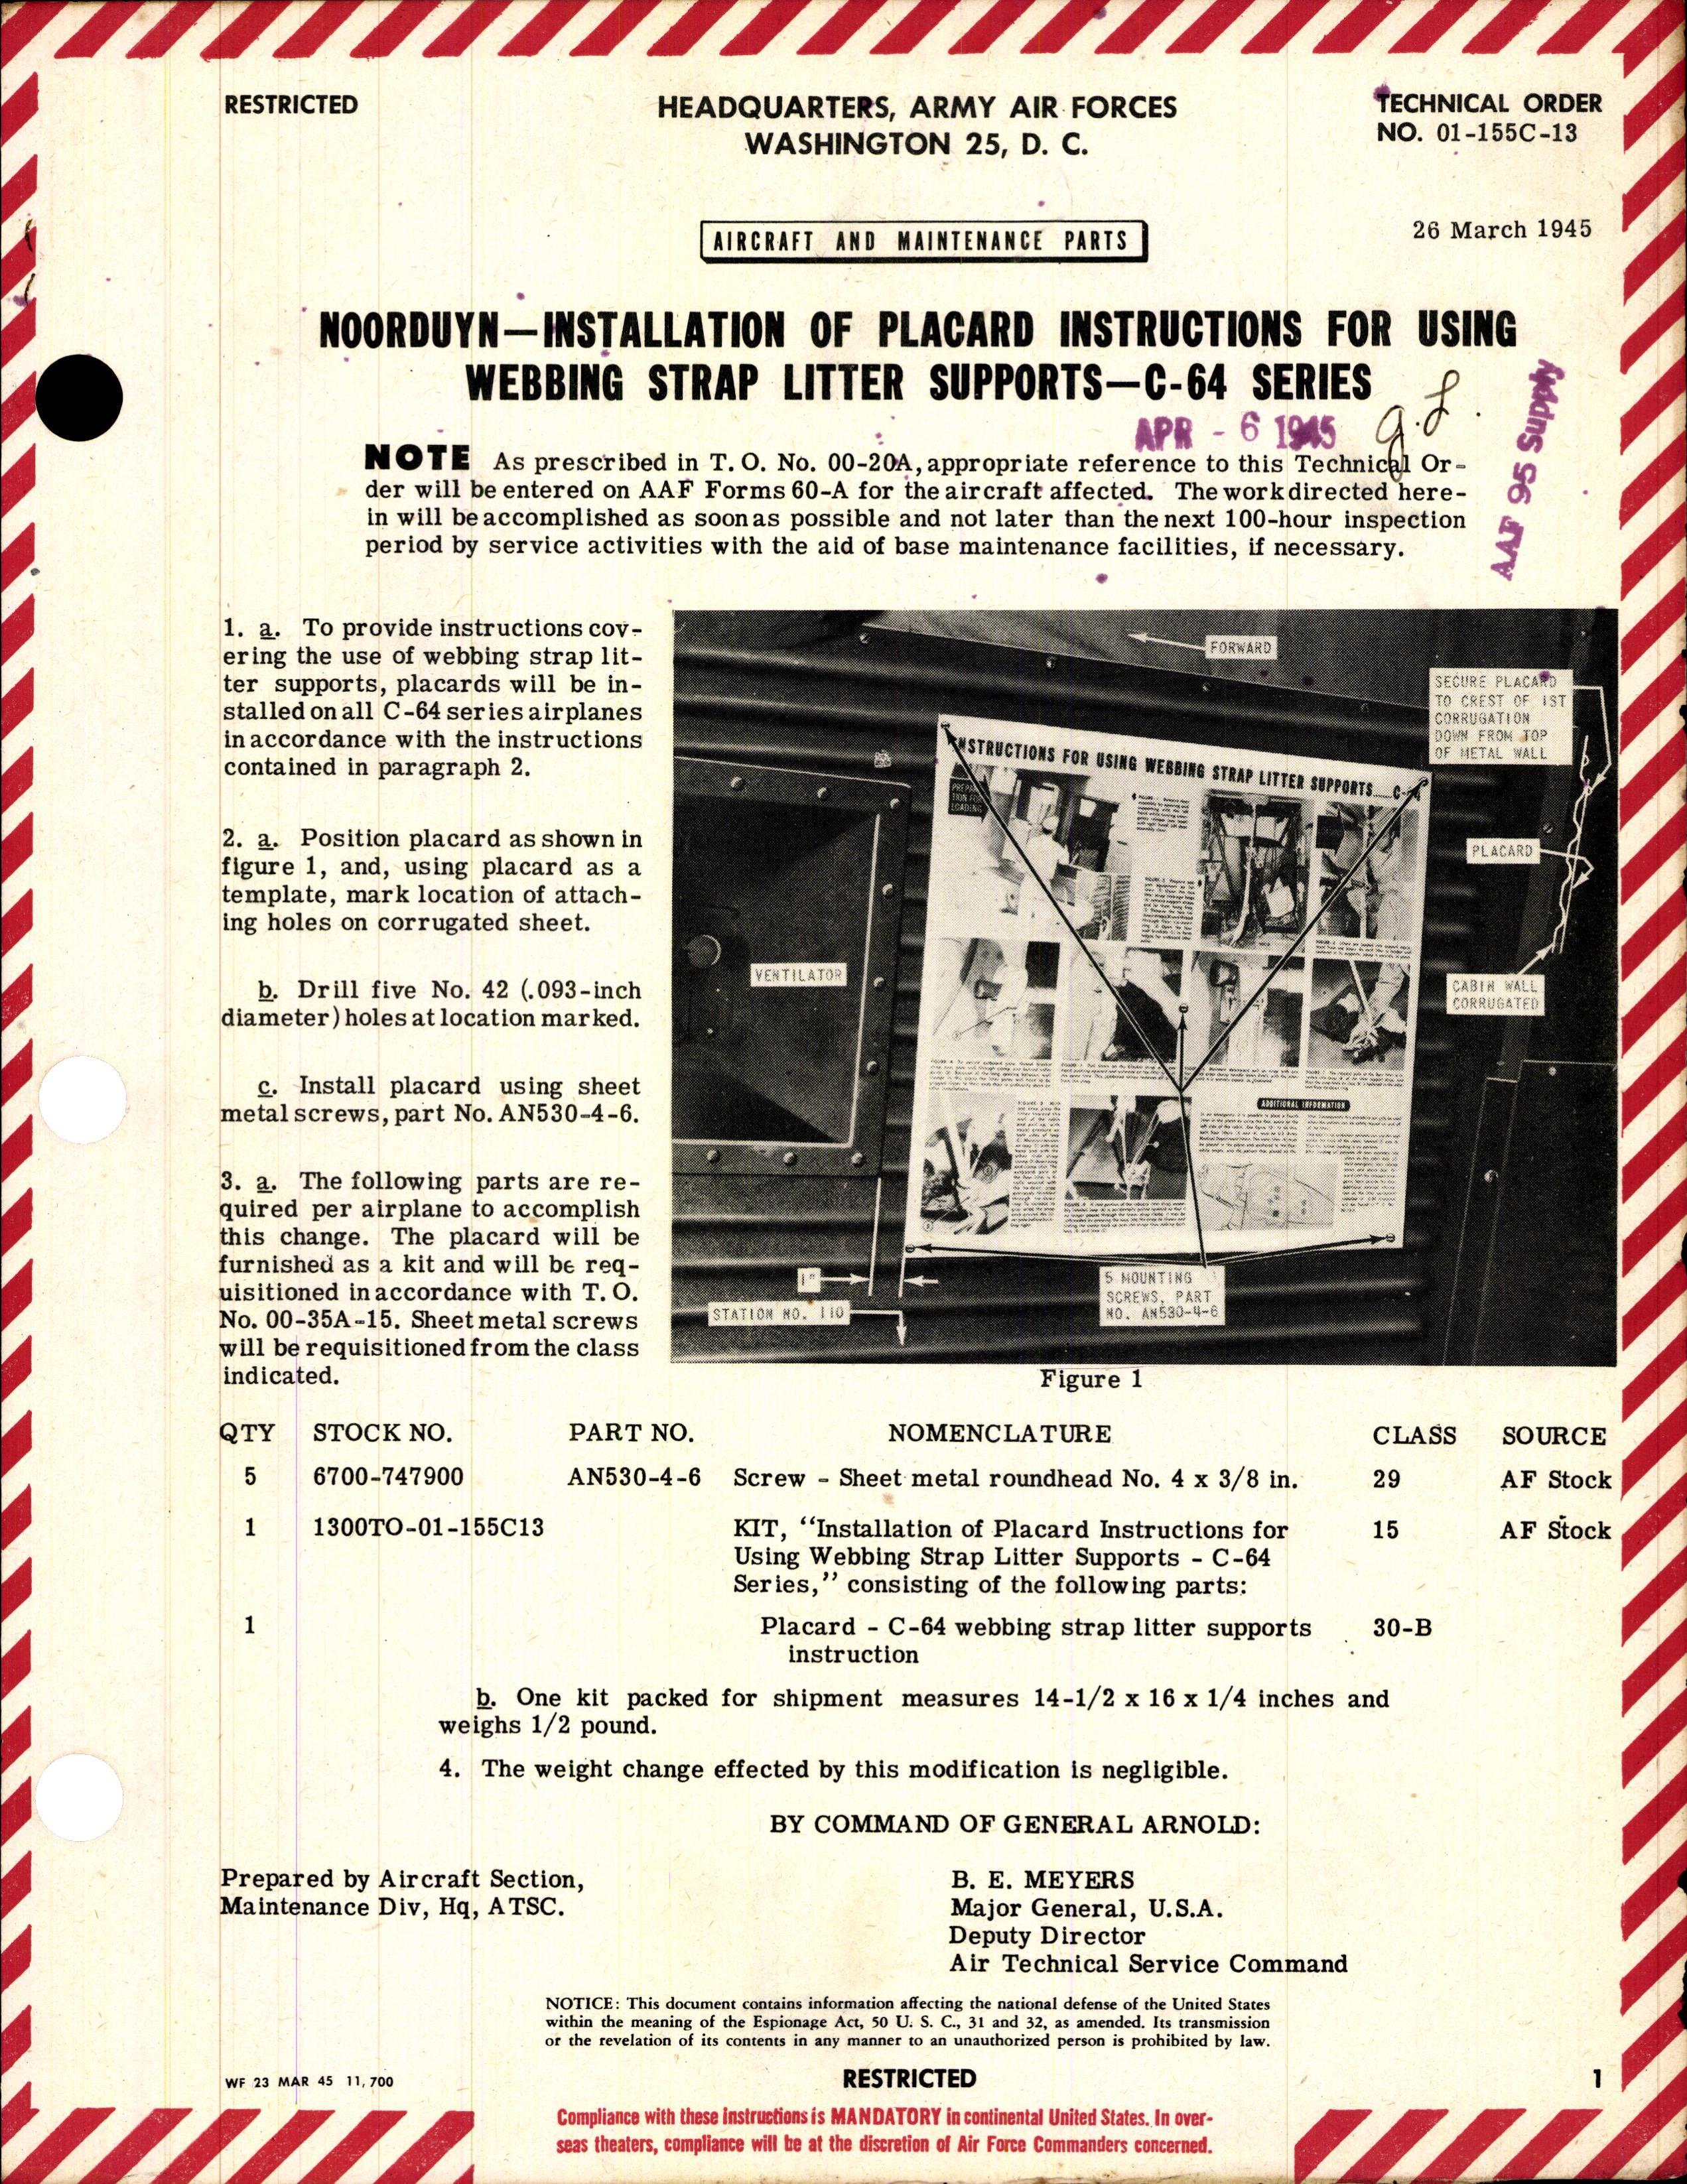 RESTRICTED
HEADQUARTERS, ARMY AIR FORCES
WASHINGTON 25, D. C.
TECHNICAL ORDER
NO. 01-155C-13
AIRCRAFT AND MAINTENANCE PARTS
26 March 1945
NOORDUYN—INSTALLATION OF PLACARD INSTRUCTIONS FOR USING
WEBBING STRAP LITTER SUPPORTS—C-64 SERIES
APR - 6 1945
AAF 95 Supply
NOTE As prescribed in T. O. No. 00-20A, appropriate reference to this Technical Or-
der will be entered on AAF Forms 60-A for the aircraft affected. The work directed here-
in will be accomplished as soon as possible and not later than the next 100-hour inspection
period by service activities with the aid of base maintenance facilities, if necessary.
1. a. To provide instructions cov-
ering the use of webbing strap lit-
ter supports, placards will be in-
stalled on all C-64 series airplanes
in accordance with the instructions
contained in paragraph 2.
2. a. Position placard as shown in
figure 1, and, using placard as a
template, mark location of attach-
ing holes on corrugated sheet.
b. Drill five No. 42 (.093-inch
diameter) holes at location marked.
c. Install placard using sheet
metal screws, part No. AN530-4-6.
3. a. The following parts are re-
quired per airplane to accomplish
this change. The placard will be
furnished as a kit and will be req-
uisitioned in accordance with T. O.
No. 00-35A-15. Sheet metal screws
will be requisitioned from the class
indicated.
FORWARD
SECURE PLACARD
TO CREST OF 1ST
CORRUGATION
DOWN FROM TOP
OF METAL WALL
INSTRUCTIONS FOR USING WEBBING STRAP LITTER SUPPORTS
PLACARD
VENTILATOR
CABIN WALL
CORRUGATED
ADDITIONAL INFORMATION
1"
STATION NO. 110
5 MOUNTING
SCREWS, PART
NO. AN530-4-6
Figure 1
QTY STOCK NO. PART NO. NOMENCLATURE CLASS SOURCE
5 6700-747900 AN530-4-6 Screw - Sheet metal roundhead No. 4 x 3/8 in. 29 AF Stock
1 1300TO-01-155C13 KIT, "Installation of Placard Instructions for 15 AF Stock
Using Webbing Strap Litter Supports - C-64
Series," consisting of the following parts:
1 Placard - C-64 webbing strap litter supports 30-B
instruction
b. One kit packed for shipment measures 14-1/2 x 16 x 1/4 inches and
weighs 1/2 pound.
4. The weight change effected by this modification is negligible.
BY COMMAND OF GENERAL ARNOLD:
Prepared by Aircraft Section,
Maintenance Div, Hq, ATSC.
B. E. MEYERS
Major General, U.S.A.
Deputy Director
Air Technical Service Command
NOTICE: This document contains information affecting the national defense of the United States
within the meaning of the Espionage Act, 50 U. S. C., 31 and 32, as amended. Its transmission
or the revelation of its contents in any manner to an unauthorized person is prohibited by law.
WF 23 MAR 45 11,700
RESTRICTED
1
Compliance with these instructions is MANDATORY in continental United States. In over-
seas theaters, compliance will be at the discretion of Air Force Commanders concerned.